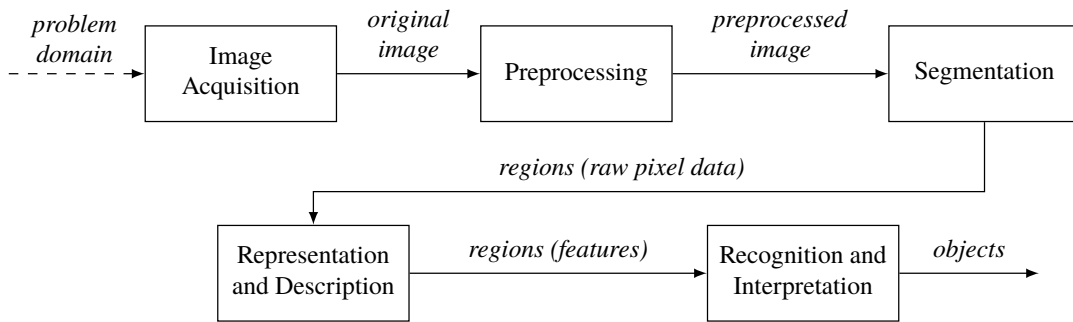 problem
domain
Image
Acquisition
original
image
Preprocessing
preprocessed
image
Segmentation
regions (raw pixel data)
Representation
and Description
regions (features)
Recognition and
Interpretation
objects